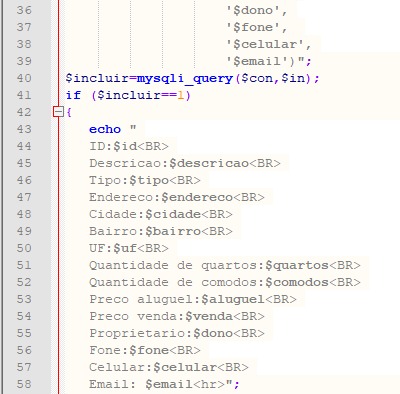 36 '$dono',
37 '$fone',
38 '$celular',
39 '$email')";
40 $incluir=mysqli_query($con,$in);
41 if ($incluir==1)
42 {
43 echo "
44 ID:$id<BR>
45 Descricao:$descricao<BR>
46 Tipo:$tipo<BR>
47 Endereco:$endereco<BR>
48 Cidade:$cidade<BR>
49 Bairro:$bairro<BR>
50 UF:$uf<BR>
51 Quantidade de quartos:$quartos<BR>
52 Quantidade de comodos:$comodos<BR>
53 Preco aluguel:$aluguel<BR>
54 Preco venda:$venda<BR>
55 Proprietario:$dono<BR>
56 Fone:$fone<BR>
57 Celular:$celular<BR>
58 Email: $email<hr>";